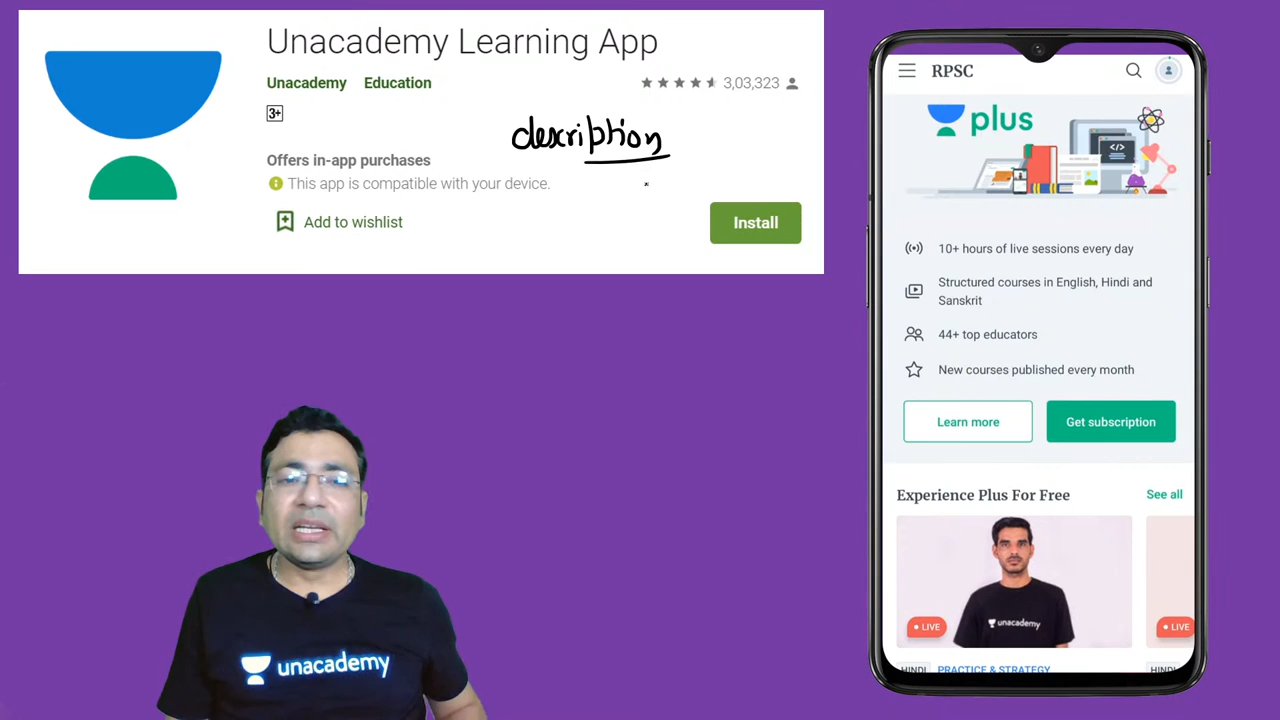 Unacademy Learning App
Unacademy Education
3,03,323
3+
description
Offers in-app purchases
This app is compatible with your device.
Add to wishlist
Install
unacademy
RPSC
plus
</>
10+ hours of live sessions every day
Structured courses in English, Hindi and
Sanskrit
44+ top educators
New courses published every month
Learn more
Get subscription
Experience Plus For Free
See all
unacademy
LIVE
LIVE
HINDI
PRACTICE & STRATEGY
HINDI